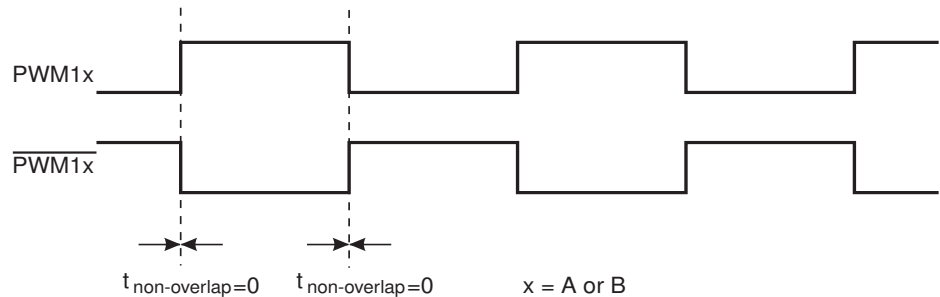 PWM1x
PWM1x
t non-overlap=0 t non-overlap=0 x = A or B